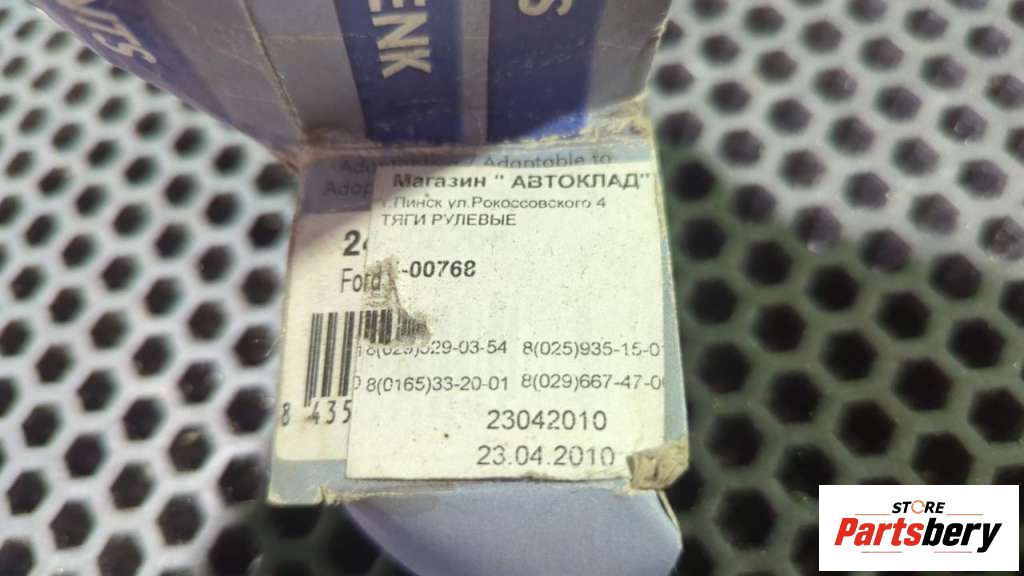 NTS
ENK
S
Adaptable to
Магазин " АВТОКЛАД"
г.Пинск ул.Рокоссовского 4
ТЯГИ РУЛЕВЫЕ
Ford -00768
8(029)529-03-54 8(025)935-15-0
8(0165)33-20-01 8(029)667-47-0
8 435
23042010
23.04.2010
STORE
Partsbery